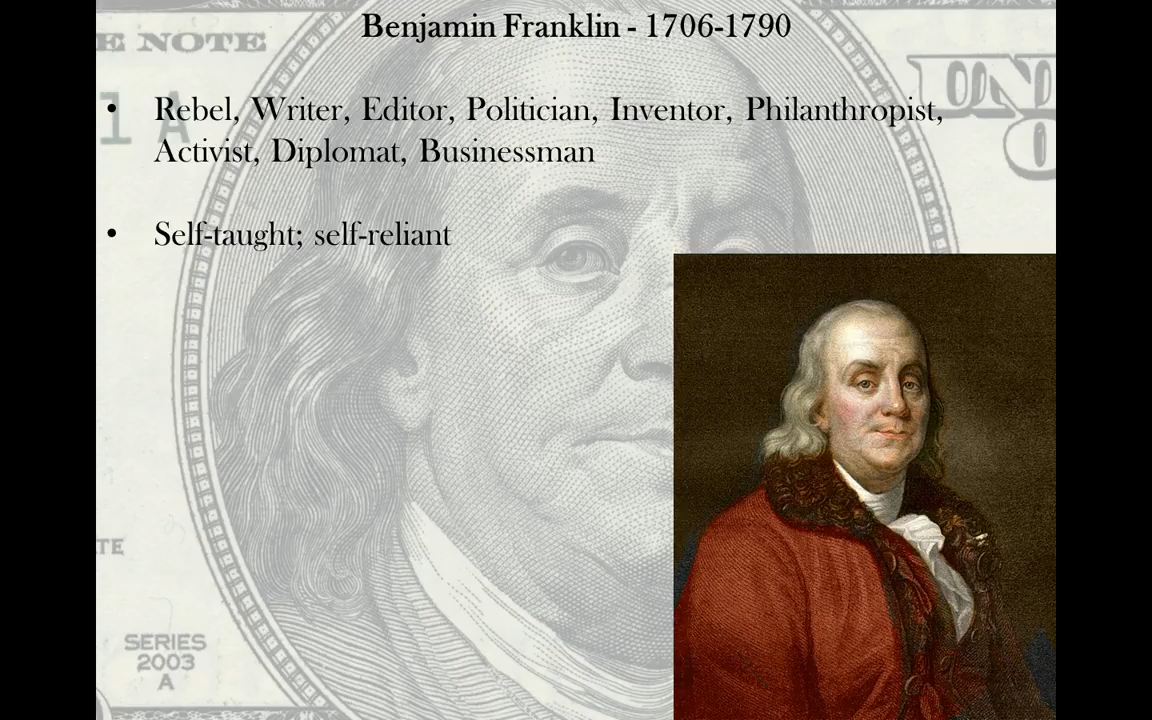 Benjamin Franklin - 1706-1790
E NOTE
1 A
• Rebel, Writer, Editor, Politician, Inventor, Philanthropist,
Activist, Diplomat, Businessman
• Self-taught; self-reliant
TE
SERIES
2003
A